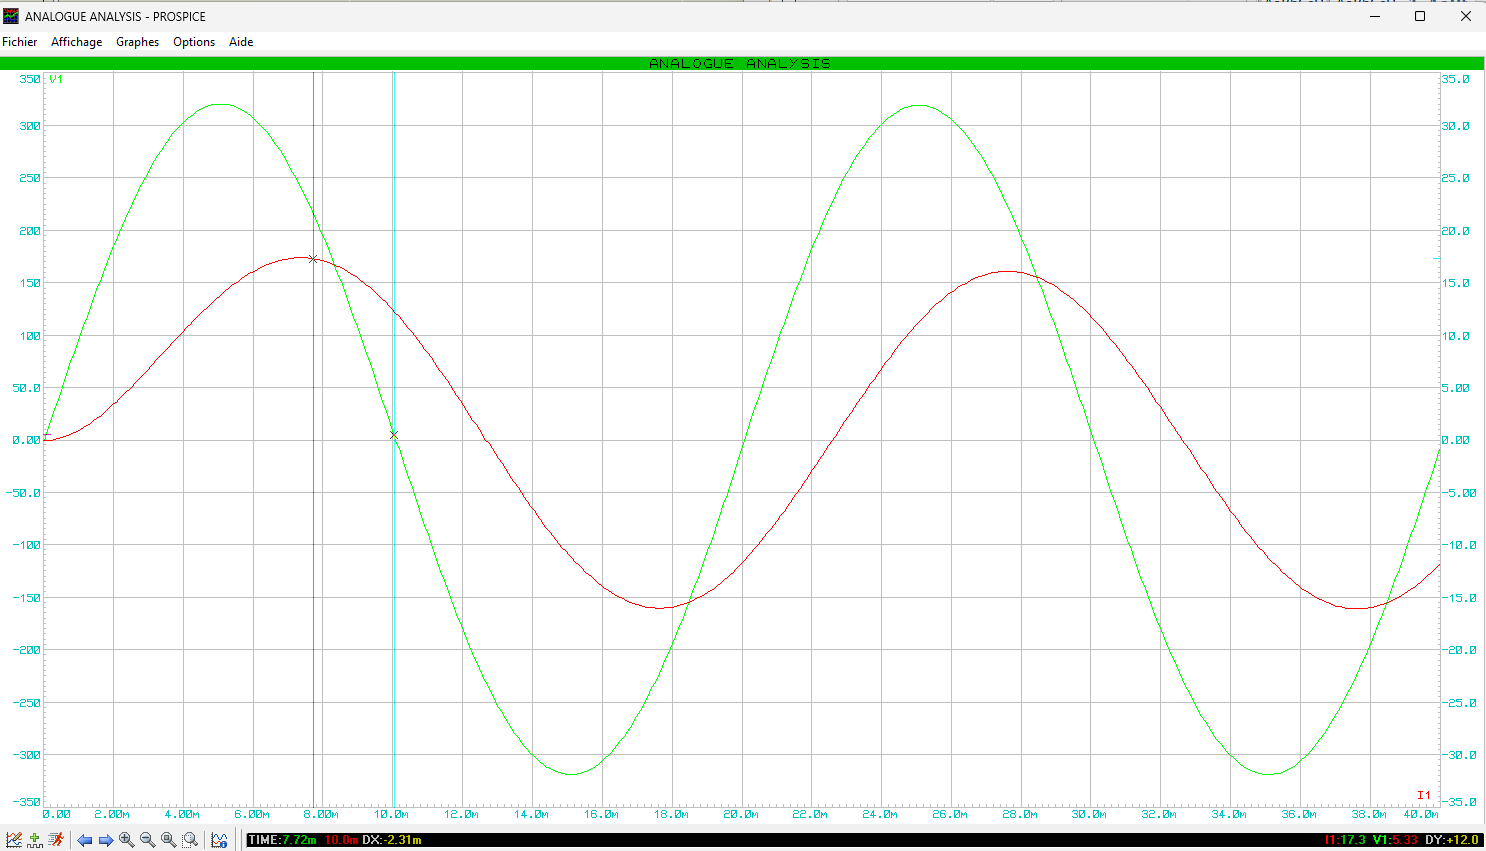 ANALOGUE ANALYSIS - PROSPICE
Fichier Affichage Graphes Options Aide
ANALOGUE ANALYSIS
350 V1 35.0
300 30.0
250 25.0
200 20.0
150 15.0
100 10.0
50.0 5.00
0.00 0.00
-50.0 -5.00
-100 -10.0
-150 -15.0
-200 -20.0
-250 -25.0
-300 -30.0
I1
-350 -35.0
0.00 2.00m 4.00m 6.00m 8.00m 10.0m 12.0m 14.0m 16.0m 18.0m 20.0m 22.0m 24.0m 26.0m 28.0m 30.0m 32.0m 34.0m 36.0m 38.0m 40.0m
TIME:7.72m 10.0m DX:-2.31m I1:17.3 V1:5.33 DY:+12.0